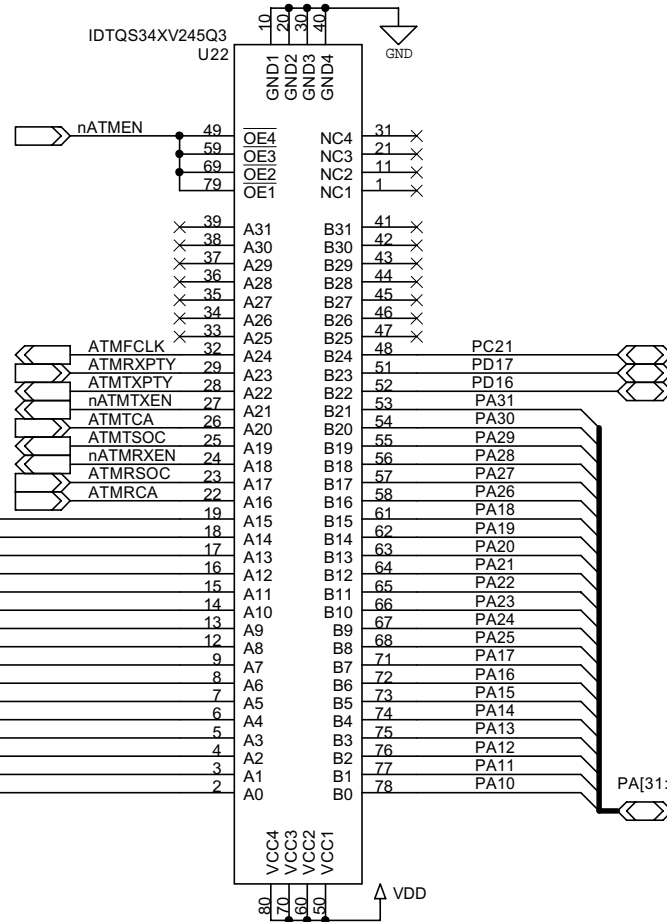 10 20 30 40
IDTQS34XV245Q3
U22
GND
GND1 GND2 GND3 GND4
nATMEN 49 OE4 NC4 31
59 OE3 NC3 21
69 OE2 NC2 11
79 OE1 NC1 1
39 A31 B31 41
38 A30 B30 42
37 A29 B29 43
36 A28 B28 44
35 A27 B27 45
34 A26 B26 46
33 A25 B25 47
ATMFCLK 32 A24 B24 48 PC21
ATMRXPTY 29 A23 B23 51 PD17
ATMTXPTY 28 A22 B22 52 PD16
nATMTXEN 27 A21 B21 53 PA31
ATMTCA 26 A20 B20 54 PA30
ATMTSOC 25 A19 B19 55 PA29
nATMRXEN 24 A18 B18 56 PA28
ATMRSOC 23 A17 B17 57 PA27
ATMRCA 22 A16 B16 58 PA26
19 A15 B15 61 PA18
18 A14 B14 62 PA19
17 A13 B13 63 PA20
16 A12 B12 64 PA21
15 A11 B11 65 PA22
14 A10 B10 66 PA23
13 A9 B9 67 PA24
12 A8 B8 68 PA25
9 A7 B7 71 PA17
8 A6 B6 72 PA16
7 A5 B5 73 PA15
6 A4 B4 74 PA14
5 A3 B3 75 PA13
4 A2 B2 76 PA12
3 A1 B1 77 PA11
2 A0 B0 78 PA10
PA[31:
VCC4 VCC3 VCC2 VCC1
80 70 60 50
VDD